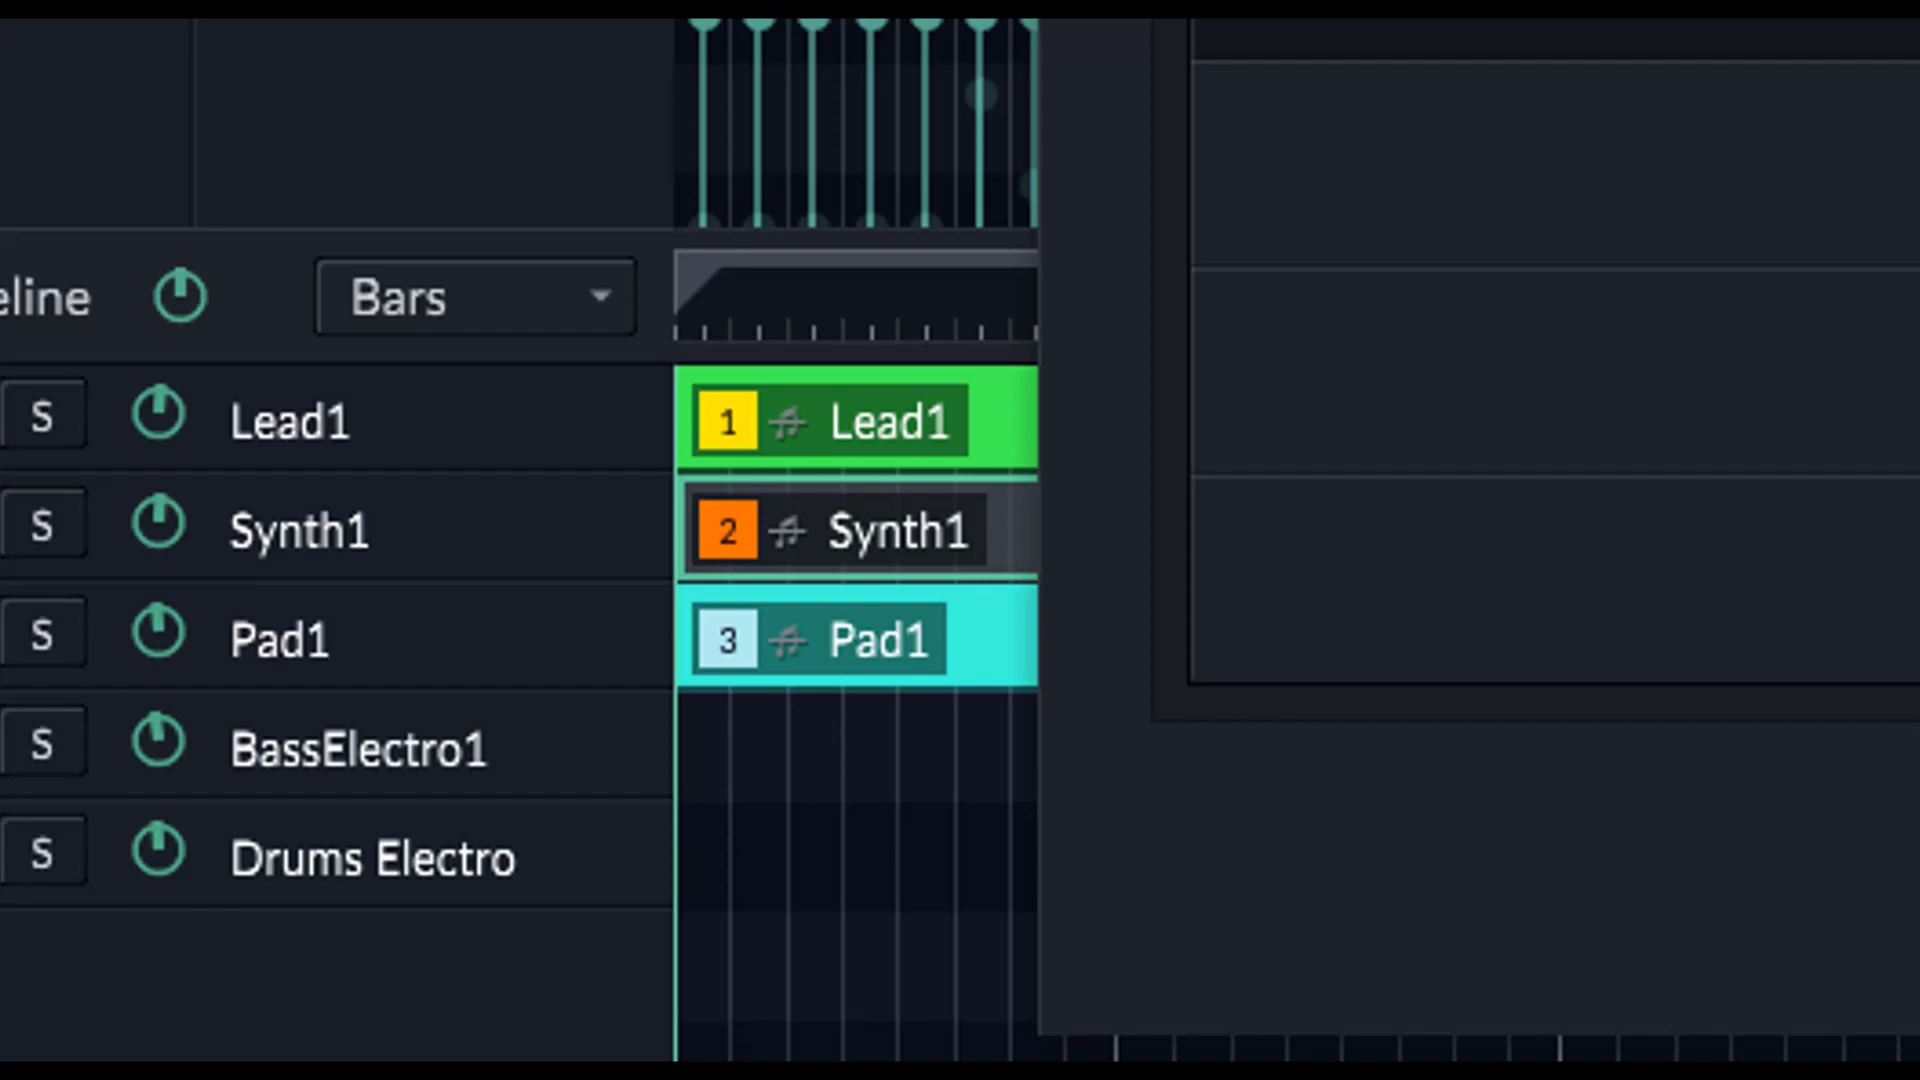 eline Bars
S Lead1 1 Lead1
S Synth1 2 Synth1
S Pad1 3 Pad1
S BassElectro1
S Drums Electro